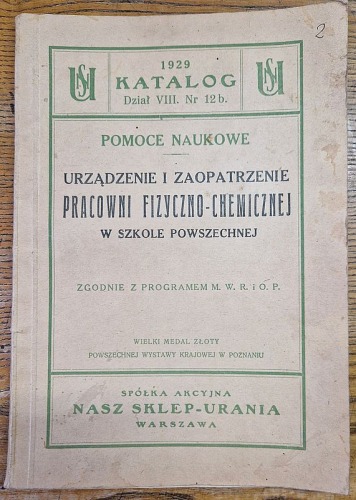 2
1929
KATALOG
Dział VIII. Nr 12 b.
POMOCE NAUKOWE
URZĄDZENIE I ZAOPATRZENIE
PRACOWNI FIZYCZNO-CHEMICZNEJ
W SZKOLE POWSZECHNEJ
ZGODNIE Z PROGRAMEM M. W. R. i O. P.
WIELKI MEDAL ZŁOTY
POWSZECHNEJ WYSTAWY KRAJOWEJ W POZNANIU
SPÓŁKA AKCYJNA
NASZ SKLEP-URANIA
WARSZAWA